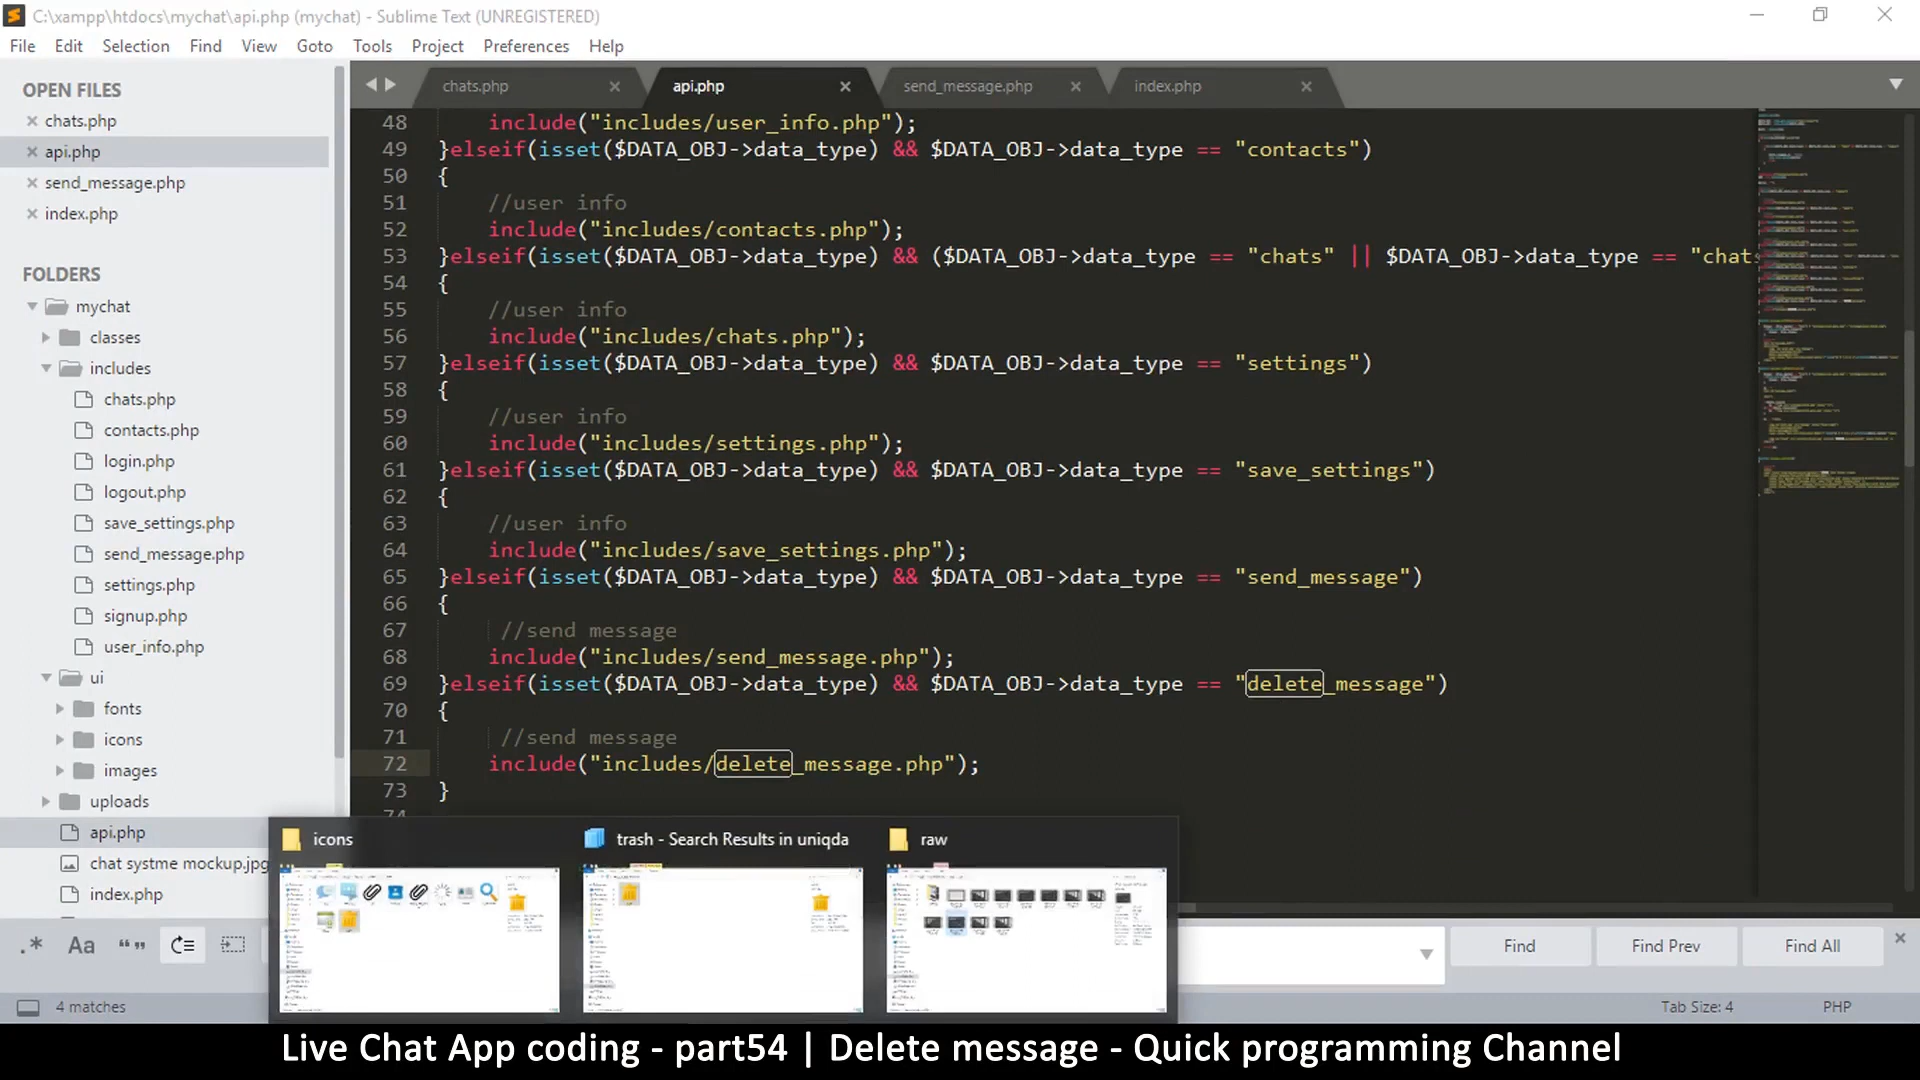 C:\xampp\htdocs\mychat\api.php (mychat) - Sublime Text (UNREGISTERED)
File Edit Selection Find View Goto Tools Project Preferences Help
OPEN FILES
chats.php
api.php
send_message.php
index.php
FOLDERS
mychat
classes
includes
chats.php
contacts.php
login.php
logout.php
save_settings.php
send_message.php
settings.php
signup.php
user_info.php
ui
fonts
icons
images
uploads
api.php
chat systme mockup.jpg
index.php
chats.php api.php send_message.php index.php
48 include("includes/user_info.php");
49 }elseif(isset($DATA_OBJ->data_type) && $DATA_OBJ->data_type == "contacts")
50 {
51 //user info
52 include("includes/contacts.php");
53 }elseif(isset($DATA_OBJ->data_type) && ($DATA_OBJ->data_type == "chats" || $DATA_OBJ->data_type == "chats
54 {
55 //user info
56 include("includes/chats.php");
57 }elseif(isset($DATA_OBJ->data_type) && $DATA_OBJ->data_type == "settings")
58 {
59 //user info
60 include("includes/settings.php");
61 }elseif(isset($DATA_OBJ->data_type) && $DATA_OBJ->data_type == "save_settings")
62 {
63 //user info
64 include("includes/save_settings.php");
65 }elseif(isset($DATA_OBJ->data_type) && $DATA_OBJ->data_type == "send_message")
66 {
67 //send message
68 include("includes/send_message.php");
69 }elseif(isset($DATA_OBJ->data_type) && $DATA_OBJ->data_type == "delete_message")
70 {
71 //send message
72 include("includes/delete_message.php");
73 }
74
icons
trash - Search Results in uniqda
raw
.* Aa “ ”
Find Find Prev Find All
4 matches
Tab Size: 4 PHP
Live Chat App coding - part54 | Delete message - Quick programming Channel